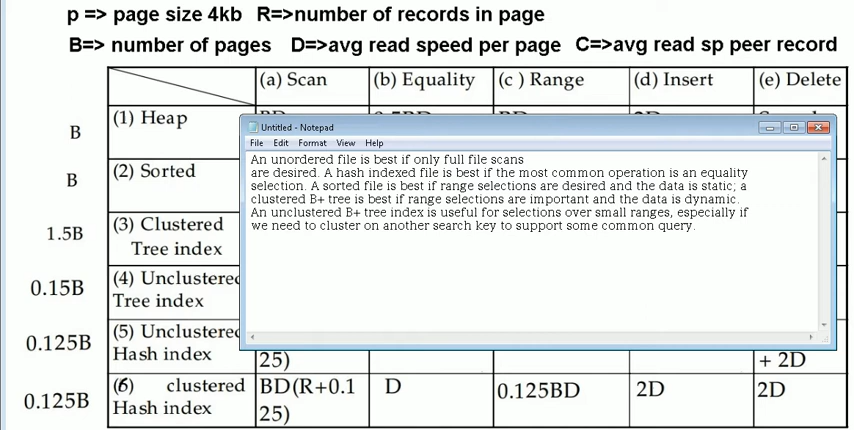 p => page size 4kb R=>number of records in page
B=> number of pages D=>avg read speed per page C=>avg read sp peer record
(a) Scan (b) Equality (c ) Range (d) Insert (e) Delete
B (1) Heap
Untitled - Notepad
File Edit Format View Help
An unordered file is best if only full file scans
are desired. A hash indexed file is best if the most common operation is an equality
selection. A sorted file is best if range selections are desired and the data is static; a
clustered B+ tree is best if range selections are important and the data is dynamic.
An unclustered B+ tree index is useful for selections over small ranges, especially if
we need to cluster on another search key to support some common query.
B (2) Sorted
1.5B (3) Clustered
Tree index
0.15B (4) Unclustered
Tree index
0.125B (5) Unclustered
Hash index 25) + 2D
0.125B (6) clustered BD(R+0.1 D 0.125BD 2D 2D
Hash index 25)